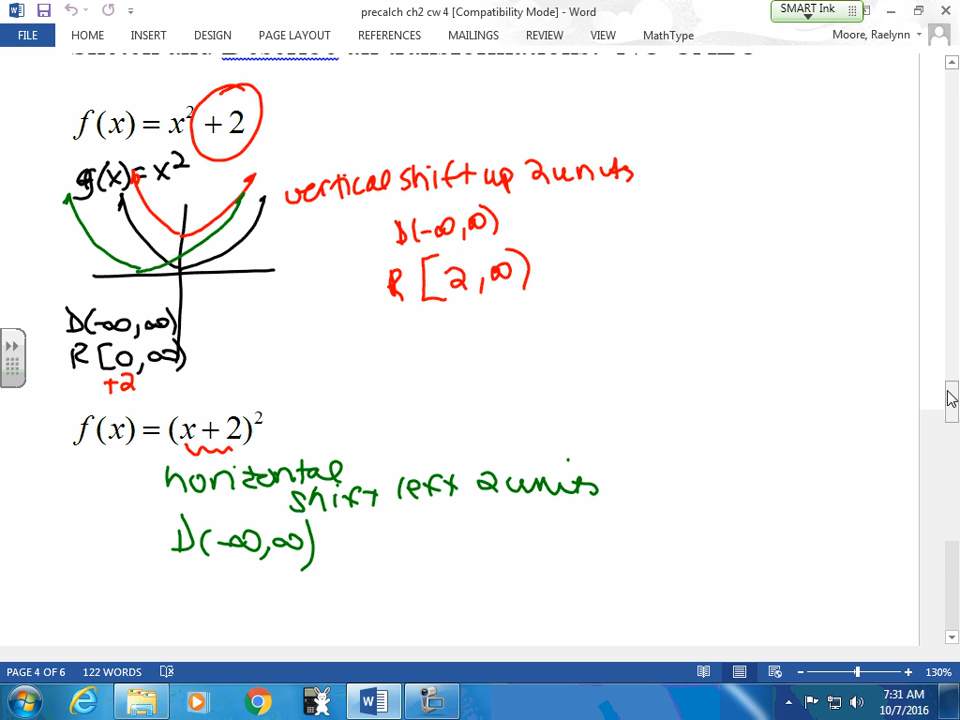 precalch ch2 cw 4 [Compatibility Mode] - Word
SMART Ink
FILE HOME INSERT DESIGN PAGE LAYOUT REFERENCES MAILINGS REVIEW VIEW MathType Moore, Raelynn
f(x) = x² + 2
g(x) = x²
vertical shift up 2 units
D(-∞,∞)
R [2,∞)
D(-∞,∞)
R [0,∞)
+2
f(x) = (x + 2)²
horizontal
shift left 2 units
D(-∞,∞)
PAGE 4 OF 6 122 WORDS 130%
7:31 AM
10/7/2016